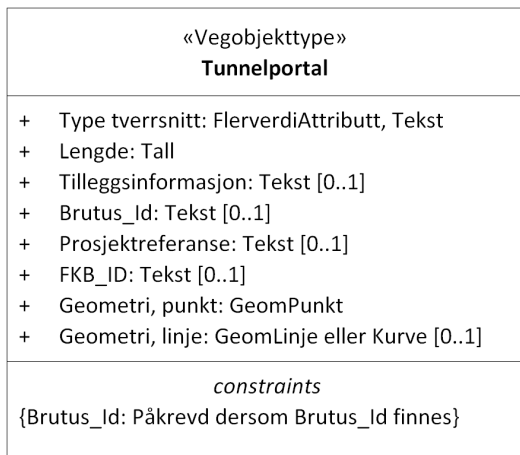 «Vegobjekttype»
Tunnelportal
+ Type tverrsnitt: FlerverdiAttributt, Tekst
+ Lengde: Tall
+ Tilleggsinformasjon: Tekst [0..1]
+ Brutus_Id: Tekst [0..1]
+ Prosjektreferanse: Tekst [0..1]
+ FKB_ID: Tekst [0..1]
+ Geometri, punkt: GeomPunkt
+ Geometri, linje: GeomLinje eller Kurve [0..1]
constraints
{Brutus_Id: Påkrevd dersom Brutus_Id finnes}